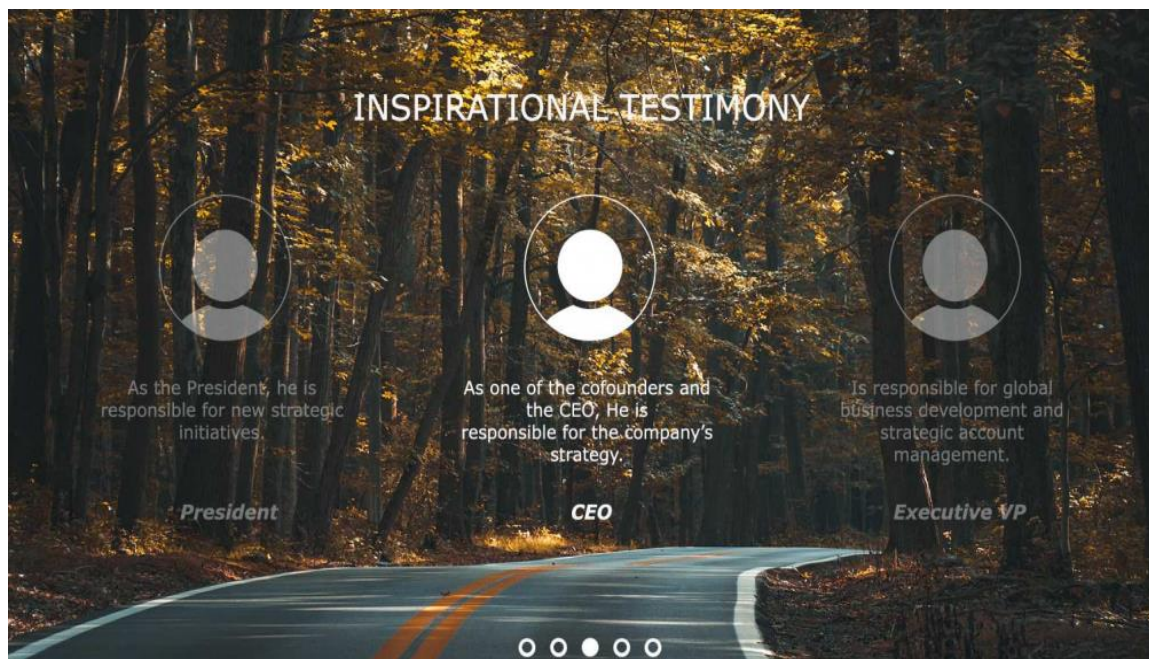 INSPIRATIONAL TESTIMONY
As the President, he is
responsible for new strategic
initiatives.
President
As one of the cofounders and
the CEO, He is
responsible for the company’s
strategy.
CEO
Is responsible for global
business development and
strategic account
management.
Executive VP